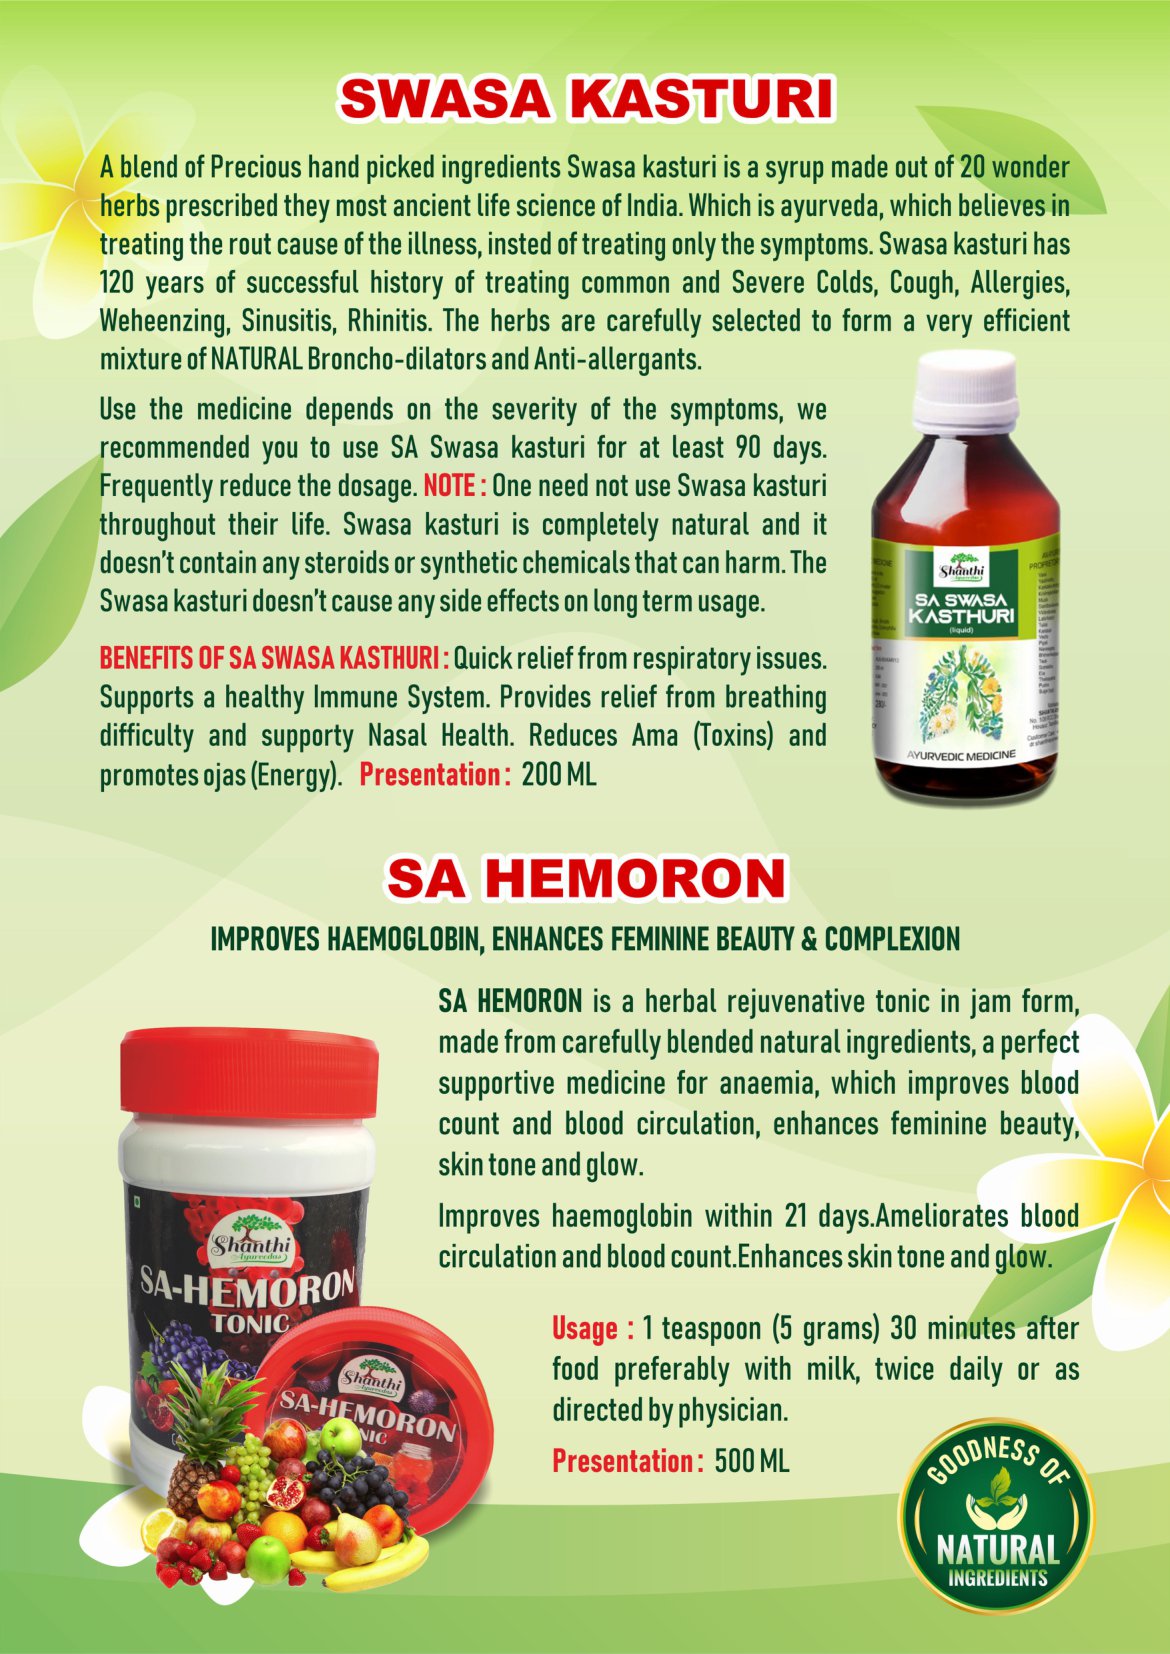 SWASA KASTURI
A blend of Precious hand picked ingredients Swasa kasturi is a syrup made out of 20 wonder
herbs prescribed they most ancient life science of India. Which is ayurveda, which believes in
treating the rout cause of the illness, insted of treating only the symptoms. Swasa kasturi has
120 years of successful history of treating common and Severe Colds, Cough, Allergies,
Weheenzing, Sinusitis, Rhinitis. The herbs are carefully selected to form a very efficient
mixture of NATURAL Broncho-dilators and Anti-allergants.
Use the medicine depends on the severity of the symptoms, we
recommended you to use SA Swasa kasturi for at least 90 days.
Frequently reduce the dosage. NOTE : One need not use Swasa kasturi
throughout their life. Swasa kasturi is completely natural and it
doesn't contain any steroids or synthetic chemicals that can harm. The
Swasa kasturi doesn't cause any side effects on long term usage.
BENEFITS OF SA SWASA KASTHURI : Quick relief from respiratory issues.
Supports a healthy Immune System. Provides relief from breathing
difficulty and supporty Nasal Health. Reduces Ama (Toxins) and
promotes ojas (Energy). Presentation : 200 ML
Shanthi
Ayurvedas
SA SWASA
KASTHURI
(liquid)
AYURVEDIC MEDICINE
SA HEMORON
IMPROVES HAEMOGLOBIN, ENHANCES FEMININE BEAUTY & COMPLEXION
SA HEMORON is a herbal rejuvenative tonic in jam form,
made from carefully blended natural ingredients, a perfect
supportive medicine for anaemia, which improves blood
count and blood circulation, enhances feminine beauty,
skin tone and glow.
Improves haemoglobin within 21 days.Ameliorates blood
circulation and blood count.Enhances skin tone and glow.
Usage : 1 teaspoon (5 grams) 30 minutes after
food preferably with milk, twice daily or as
directed by physician.
Presentation : 500 ML
Shanthi
Ayurvedas
SA-HEMORON
TONIC
Shanthi
Ayurvedas
SA-HEMORON
GOODNESS OF
NATURAL
INGREDIENTS